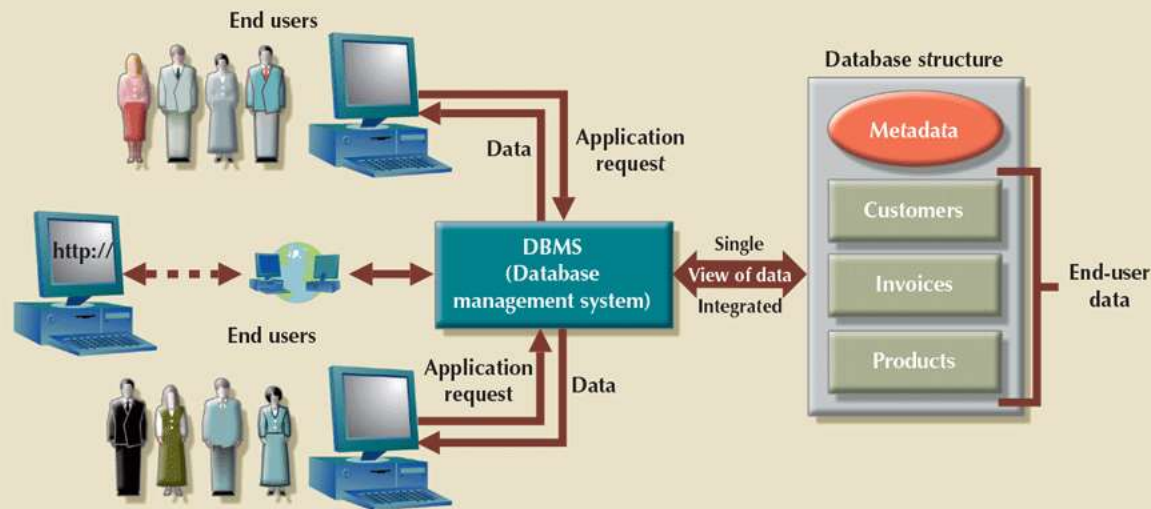 End users
Data
Application
request
Database structure
Metadata
Customers
Invoices
Products
End-user
data
http://
DBMS
(Database
management system)
Single
View of data
Integrated
End users
Application
request
Data